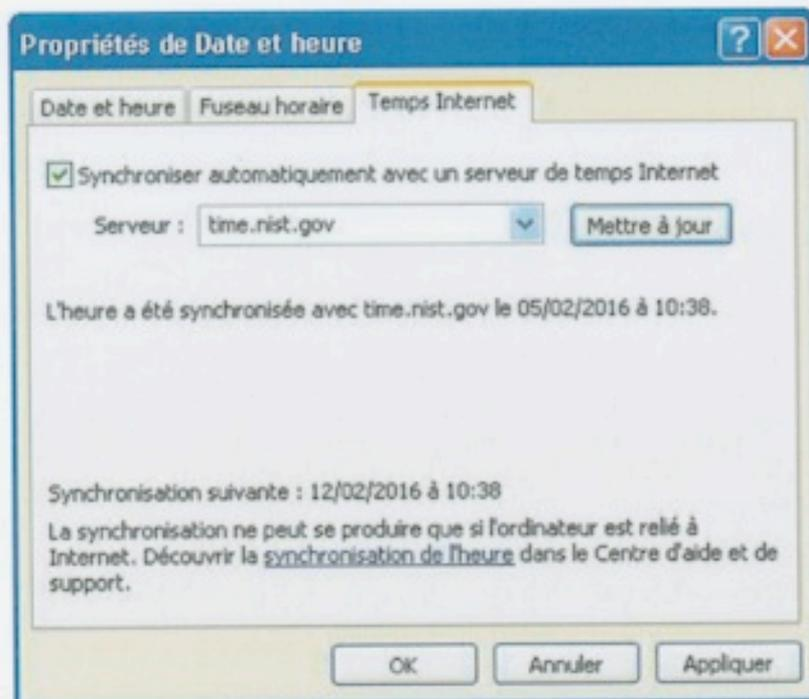 Propriétés de Date et heure
Date et heure Fuseau horaire Temps Internet
Synchroniser automatiquement avec un serveur de temps Internet
Serveur : time.nist.gov Mettre à jour
L'heure a été synchronisée avec time.nist.gov le 05/02/2016 à 10:38.
Synchronisation suivante : 12/02/2016 à 10:38
La synchronisation ne peut se produire que si l'ordinateur est relié à
Internet. Découvrir la synchronisation de l'heure dans le Centre d'aide et de
support.
OK Annuler Appliquer